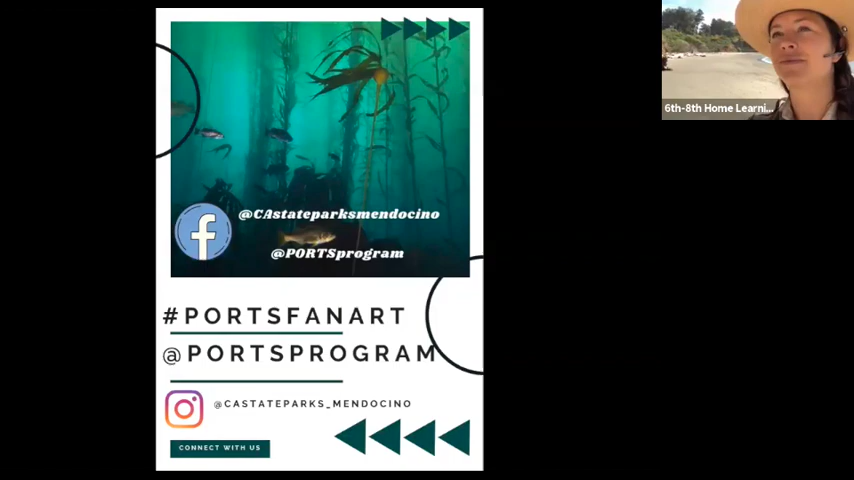 @CAstateparksmendocino
@PORTSprogram
#PORTSFANART
@PORTSPROGRAM
@CASTATEPARKS_MENDOCINO
CONNECT WITH US
6th-8th Home Learni...